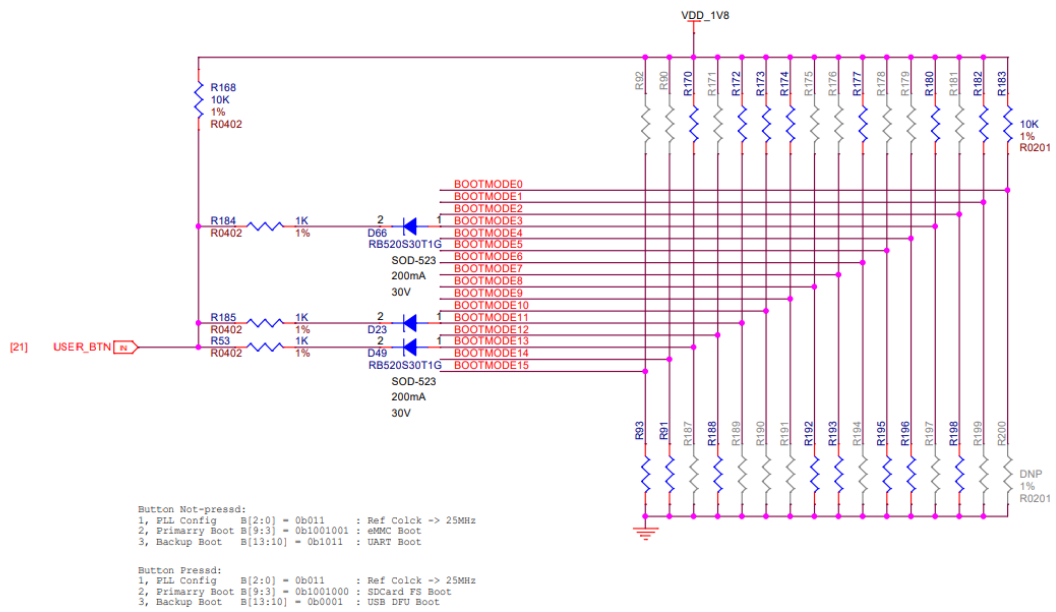 VDD_1V8
R92 R90 R170 R171 R172 R173 R174 R175 R176 R177 R178 R179 R180 R181 R182 R183
R168
10K
1%
R0402
10K
1%
R0201
BOOTMODE0
BOOTMODE1
BOOTMODE2
R184 1K 2 1 BOOTMODE3
R0402 1% D66 BOOTMODE4
RB520S30T1G BOOTMODE5
SOD-523 BOOTMODE6
200mA BOOTMODE7
30V BOOTMODE8
BOOTMODE9
BOOTMODE10
R185 1K 2 1 BOOTMODE11
R0402 1% D23 BOOTMODE12
[21] USER_BTN IN R53 1K 2 1 BOOTMODE13
R0402 1% D49 BOOTMODE14
RB520S30T1G BOOTMODE15
SOD-523
200mA
30V
R93 R91 R187 R188 R189 R190 R191 R192 R193 R194 R195 R196 R197 R198 R199 R200
DNP
1%
R0201
Button Not-pressd:
1, PLL Config B[2:0] = 0b011 : Ref Colck -> 25MHz
2, Primarry Boot B[9:3] = 0b1001001 : eMMC Boot
3, Backup Boot B[13:10] = 0b1011 : UART Boot
Button Pressd:
1, PLL Config B[2:0] = 0b011 : Ref Colck -> 25MHz
2, Primarry Boot B[9:3] = 0b1001000 : SDCard FS Boot
3, Backup Boot B[13:10] = 0b0001 : USB DFU Boot